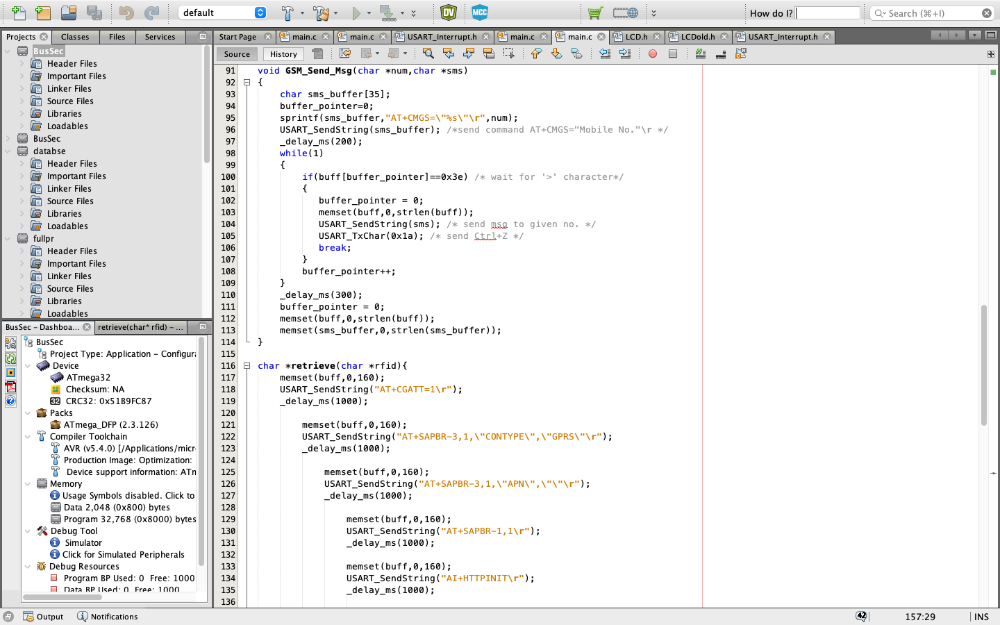 default
DV
MCC
How do I?
Search (⌘+I)
Projects
Classes
Files
Services
Start Page
main.c
main.c
USART_Interrupt.h
main.c
main.c
LCD.h
LCDold.h
USART_Interrupt.h
Source
History
BusSec
Header Files
Important Files
Linker Files
Source Files
Libraries
Loadables
BusSec
databse
Header Files
Important Files
Linker Files
Source Files
Libraries
Loadables
fullpr
Header Files
Important Files
Linker Files
Source Files
Libraries
Loadables
BusSec - Dashboa...
retrieve(char* rfid) - ...
BusSec
Project Type: Application - Configura
Device
ATmega32
Checksum: NA
32 CRC32: 0x51B9FC87
Packs
ATmega_DFP (2.3.126)
Compiler Toolchain
AVR (v5.4.0) [/Applications/micr
Production Image: Optimization:
Device support information: ATm
Memory
Usage Symbols disabled. Click to
Data 2,048 (0x800) bytes
Program 32,768 (0x8000) bytes
Debug Tool
Simulator
Click for Simulated Peripherals
Debug Resources
Program BP Used: 0 Free: 1000
Data BP Used: 0 Free: 1000
91 void GSM_Send_Msg(char *num,char *sms)
92 {
93 char sms_buffer[35];
94 buffer_pointer=0;
95 sprintf(sms_buffer,"AT+CMGS=\"%s\"\r",num);
96 USART_SendString(sms_buffer); /*send command AT+CMGS="Mobile No."\r */
97 _delay_ms(200);
98 while(1)
99 {
100 if(buff[buffer_pointer]==0x3e) /* wait for '>' character*/
101 {
102 buffer_pointer = 0;
103 memset(buff,0,strlen(buff));
104 USART_SendString(sms); /* send msg to given no. */
105 USART_TxChar(0x1a); /* send Ctrl+Z */
106 break;
107 }
108 buffer_pointer++;
109 }
110 _delay_ms(300);
111 buffer_pointer = 0;
112 memset(buff,0,strlen(buff));
113 memset(sms_buffer,0,strlen(sms_buffer));
114 }
115
116 char *retrieve(char *rfid){
117 memset(buff,0,160);
118 USART_SendString("AT+CGATT=1\r");
119 _delay_ms(1000);
120
121 memset(buff,0,160);
122 USART_SendString("AT+SAPBR-3,1,\"CONTYPE\",\"GPRS\"\r");
123 _delay_ms(1000);
124
125 memset(buff,0,160);
126 USART_SendString("AT+SAPBR-3,1,\"APN\",\"\"\r");
127 _delay_ms(1000);
128
129 memset(buff,0,160);
130 USART_SendString("AT+SAPBR-1,1\r");
131 _delay_ms(1000);
132
133 memset(buff,0,160);
134 USART_SendString("AI+HTTPINIT\r");
135 _delay_ms(1000);
136
Output
Notifications
42
157:29
INS